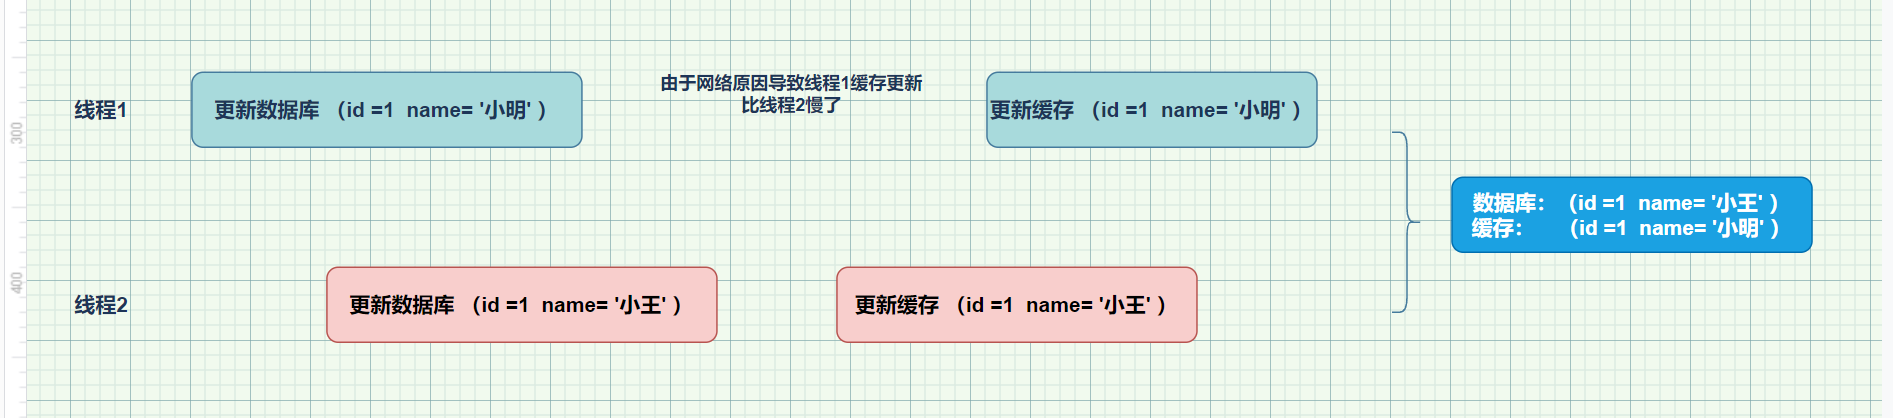 线程1
更新数据库 （id =1 name= '小明' ）
由于网络原因导致线程1缓存更新
比线程2慢了
更新缓存 （id =1 name= '小明' ）
300
数据库： （id =1 name= '小王' ）
缓存： （id =1 name= '小明' ）
线程2
更新数据库 （id =1 name= '小王' ）
更新缓存 （id =1 name= '小王' ）
400